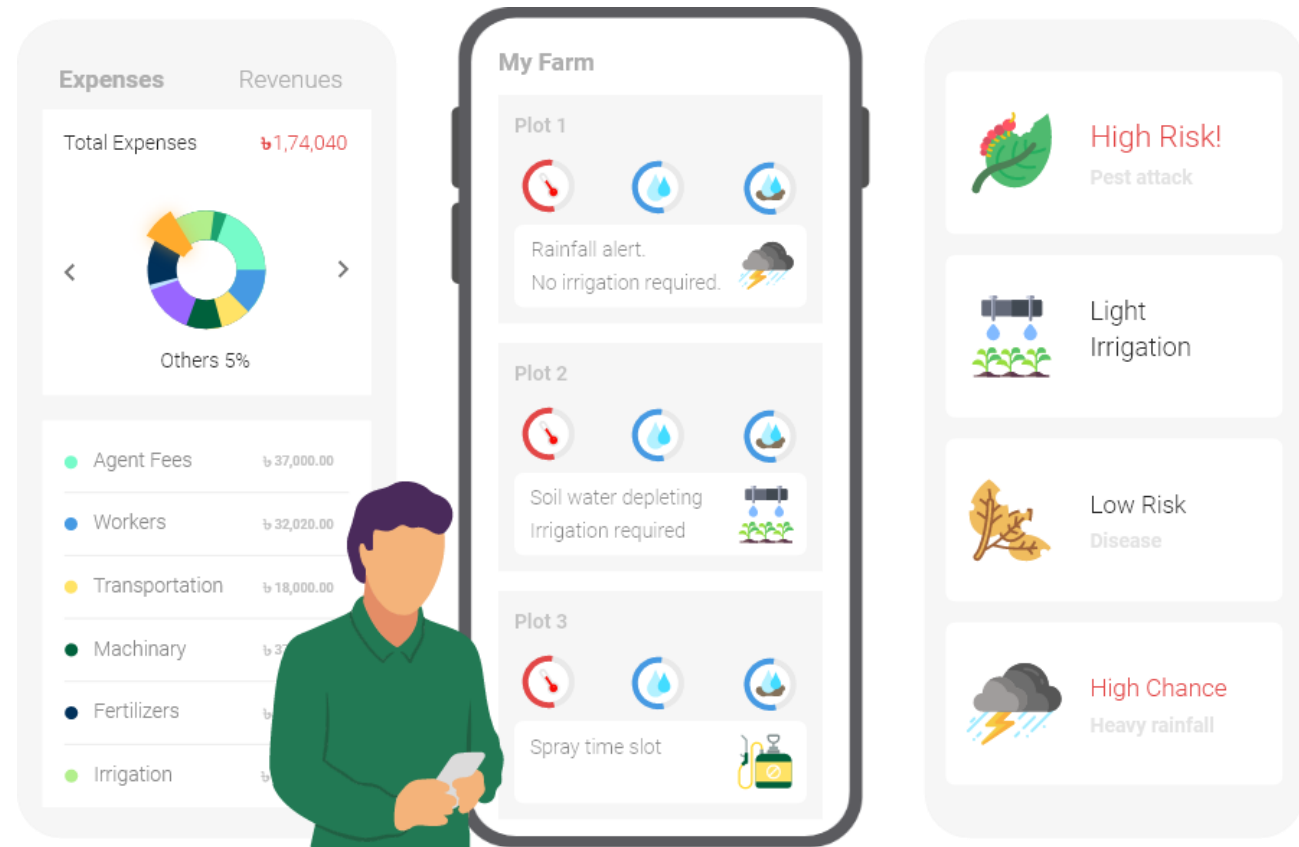 Expenses
Revenues
Total Expenses
৳1,74,040
Others 5%
Agent Fees
৳ 37,000.00
Workers
৳ 32,020.00
Transportation
৳ 18,000.00
Machinary
৳
Fertilizers
৳
Irrigation
৳
My Farm
Plot 1
Rainfall alert.
No irrigation required.
Plot 2
Soil water depleting
Irrigation required
Plot 3
Spray time slot
High Risk!
Pest attack
Light
Irrigation
Low Risk
Disease
High Chance
Heavy rainfall